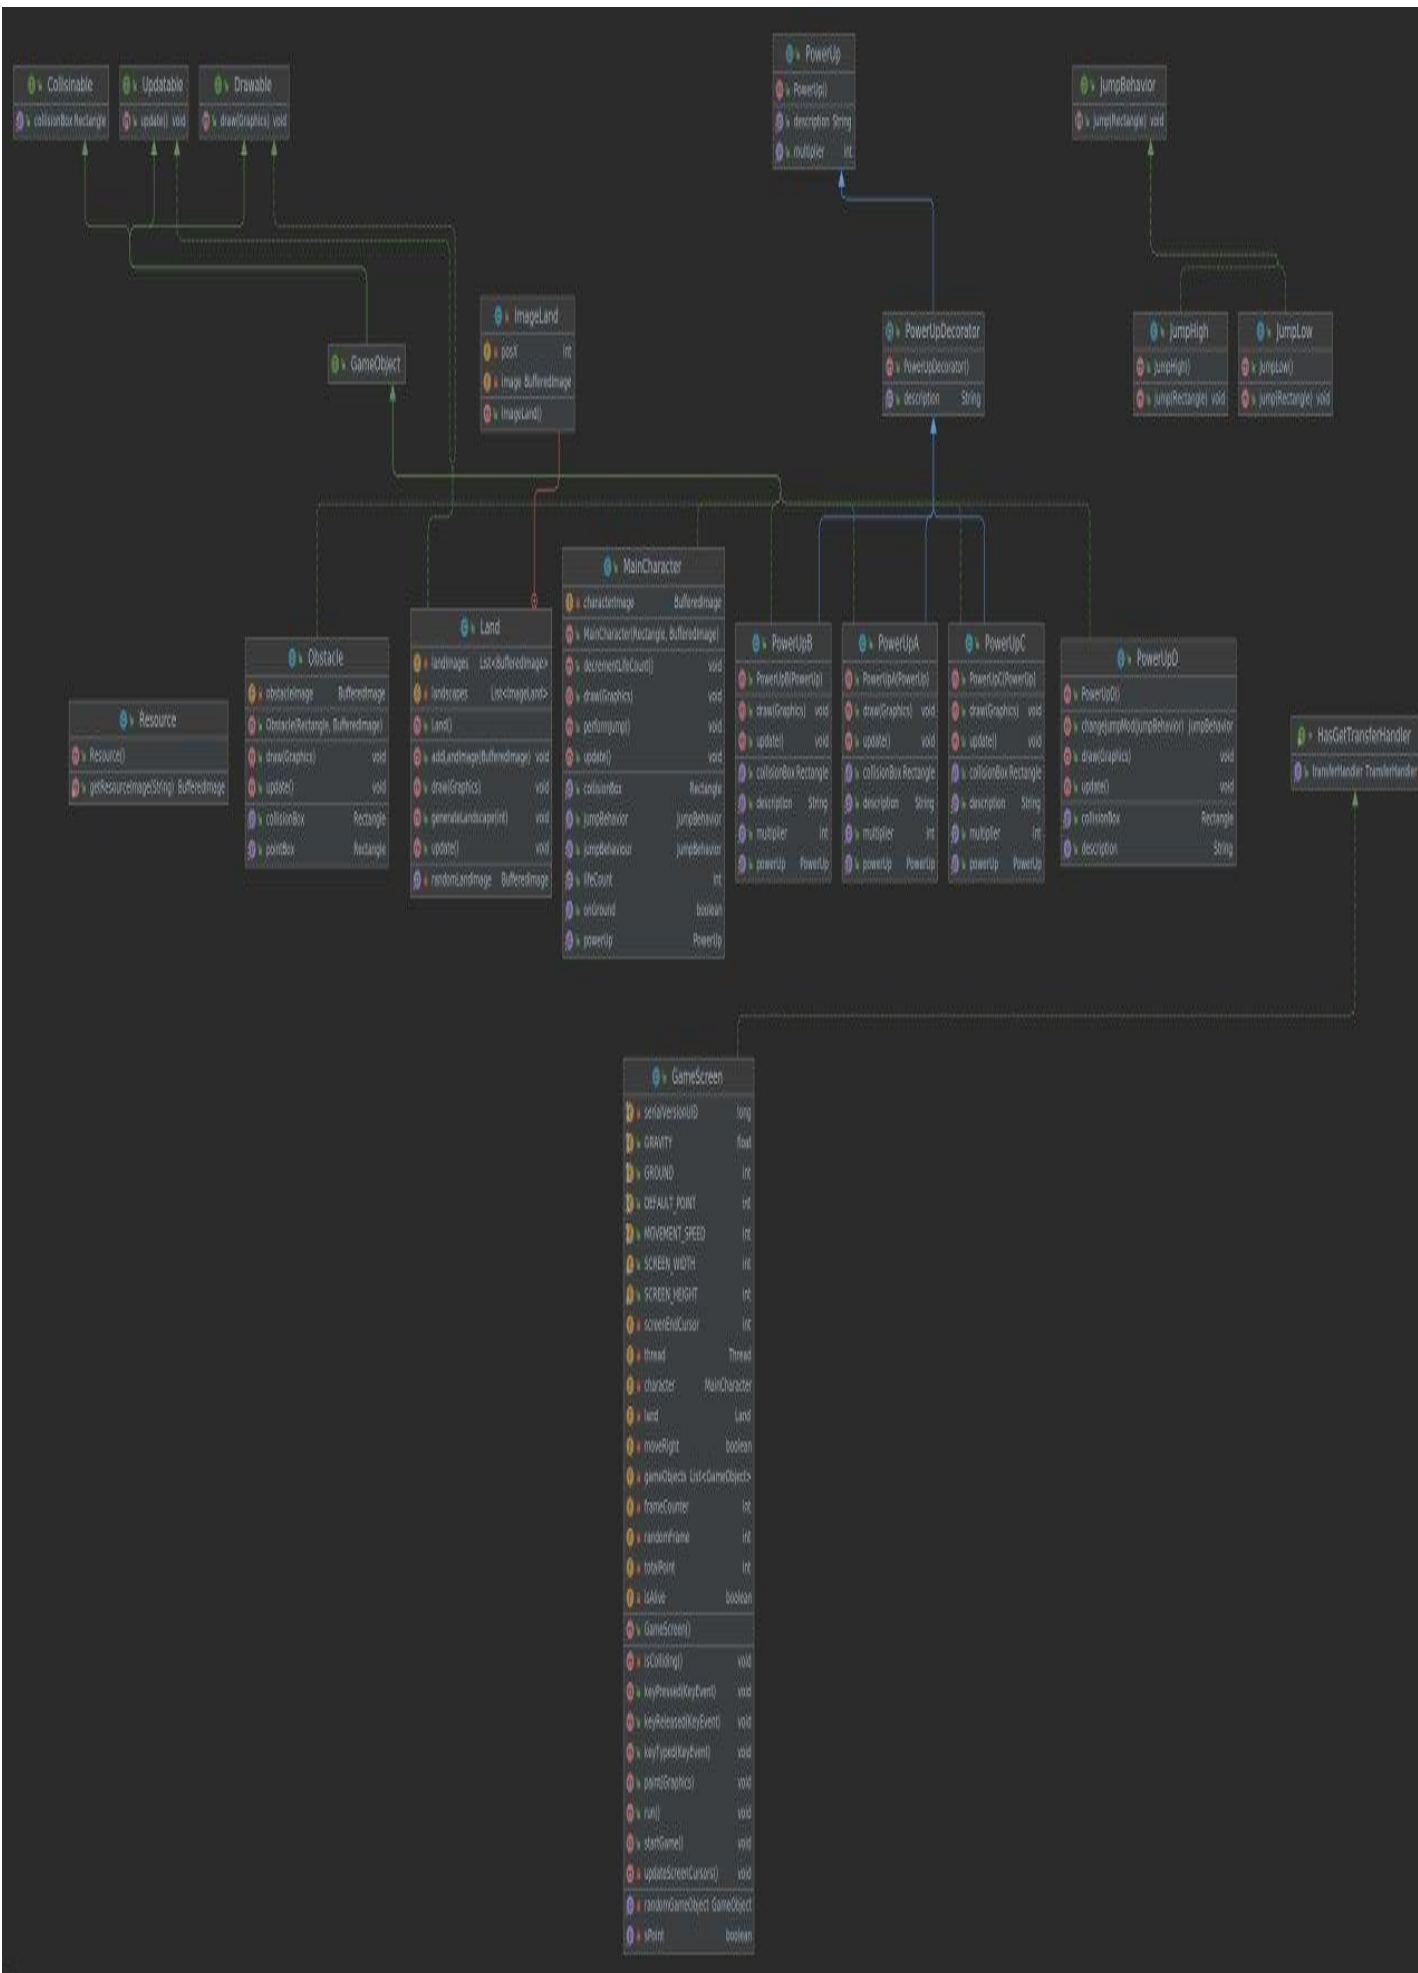 Collisinable
collisionBox Rectangle
Updatable
update() void
Drawable
draw(Graphics) void
PowerUp
PowerUp()
description String
multiplier int
JumpBehavior
jump(Rectangle) void
GameObject
ImageLand
posX int
image BufferedImage
ImageLand()
PowerUpDecorator
PowerUpDecorator()
description String
JumpHigh
JumpHigh()
jump(Rectangle) void
JumpLow
JumpLow()
jump(Rectangle) void
Resource
Resource()
getResourceImage(String) BufferedImage
Obstacle
obstacleImage BufferedImage
Obstacle(Rectangle, BufferedImage)
draw(Graphics) void
update() void
collisionBox Rectangle
pointBox Rectangle
Land
landImages List<BufferedImage>
landscapes List<ImageLand>
Land()
addLandImage(BufferedImage) void
draw(Graphics) void
generateLandscape(int) void
update() void
randomLandImage BufferedImage
MainCharacter
characterImage BufferedImage
MainCharacter(Rectangle, BufferedImage)
decrementLifeCount() void
draw(Graphics) void
performJump() void
update() void
collisionBox Rectangle
jumpBehavior JumpBehavior
jumpBehaviour JumpBehavior
lifeCount int
onGround boolean
powerUp PowerUp
PowerUpB
PowerUpB(PowerUp)
draw(Graphics) void
update() void
collisionBox Rectangle
description String
multiplier int
powerUp PowerUp
PowerUpA
PowerUpA(PowerUp)
draw(Graphics) void
update() void
collisionBox Rectangle
description String
multiplier int
powerUp PowerUp
PowerUpC
PowerUpC(PowerUp)
draw(Graphics) void
update() void
collisionBox Rectangle
description String
multiplier int
powerUp PowerUp
PowerUpD
PowerUpD()
changeJumpMod(JumpBehavior) JumpBehavior
draw(Graphics) void
update() void
collisionBox Rectangle
description String
HasGetTransferHandler
transferHandler TransferHandler
GameScreen
serialVersionUID long
GRAVITY float
GROUND int
DEFAULT_POINT int
MOVEMENT_SPEED int
SCREEN_WIDTH int
SCREEN_HEIGHT int
screenEndCursor int
thread Thread
character MainCharacter
land Land
moveRight boolean
gameObjects List<GameObject>
frameCounter int
randomFrame int
totalPoint int
isAlive boolean
GameScreen()
isColliding() void
keyPressed(KeyEvent) void
keyReleased(KeyEvent) void
keyTyped(KeyEvent) void
paint(Graphics) void
run() void
startGame() void
updateScreenCursors() void
randomGameObject GameObject
sPoint boolean